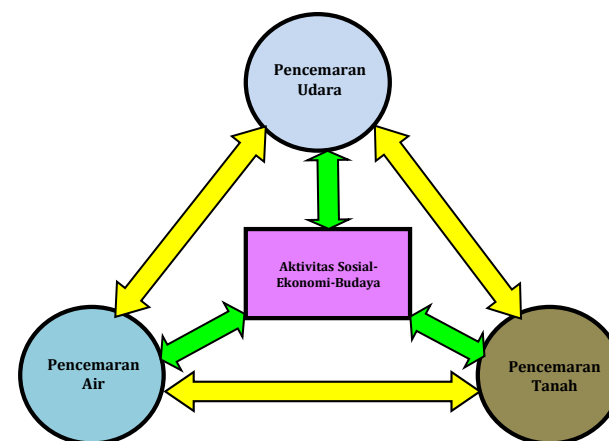 Pencemaran
Udara
Aktivitas Sosial-
Ekonomi-Budaya
Pencemaran
Air
Pencemaran
Tanah